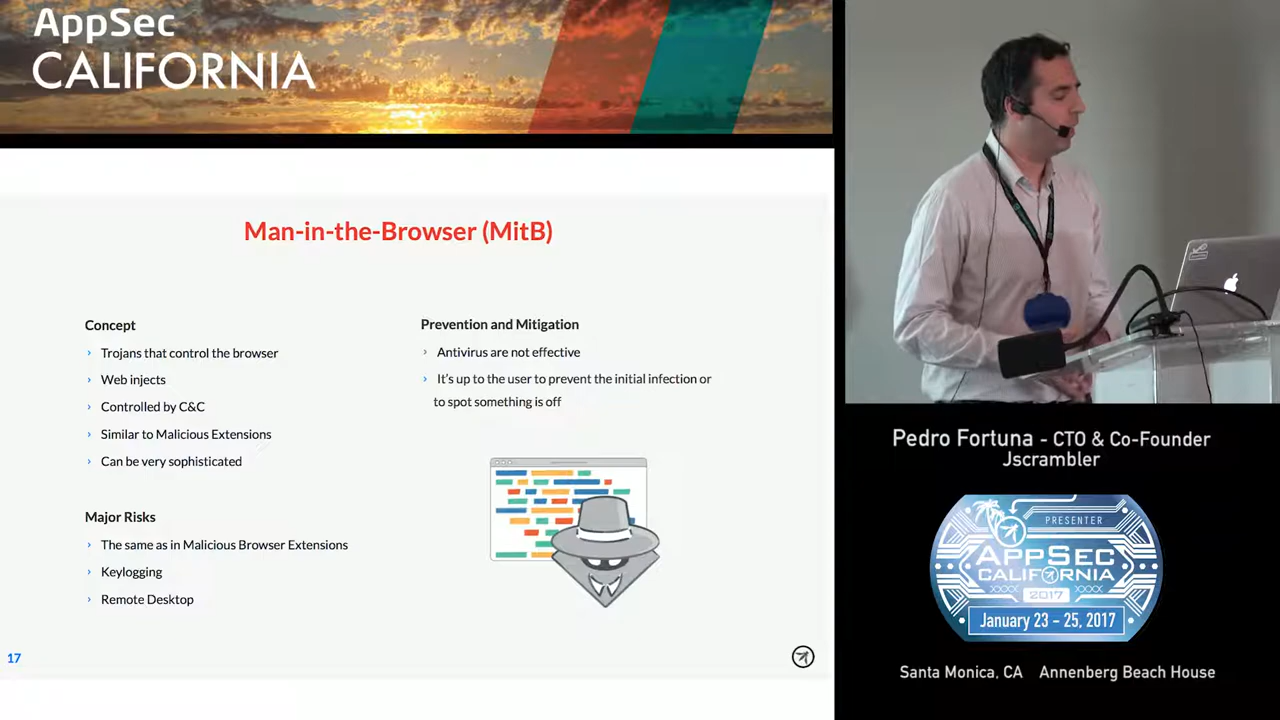 AppSec
CALIFORNIA
Man-in-the-Browser (MitB)
Concept
Trojans that control the browser
Web injects
Controlled by C&C
Similar to Malicious Extensions
Can be very sophisticated
Major Risks
The same as in Malicious Browser Extensions
Keylogging
Remote Desktop
Prevention and Mitigation
Antivirus are not effective
It's up to the user to prevent the initial infection or
to spot something is off
17
Pedro Fortuna - CTO & Co-Founder
Jscrambler
PRESENTER
APPSEC
CALIFORNIA
XXXX 2017 XXXX
January 23 - 25, 2017
Santa Monica, CA Annenberg Beach House